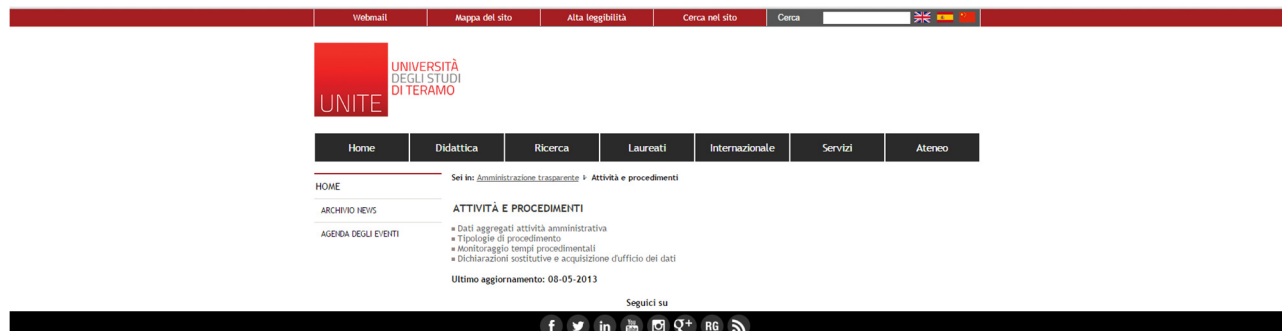 Webmail
Mappa del sito
Alta leggibilità
Cerca nel sito
Cerca
UNITE
UNIVERSITÀ
DEGLI STUDI
DI TERAMO
Home
Didattica
Ricerca
Laureati
Internazionale
Servizi
Ateneo
HOME
ARCHIVIO NEWS
AGENDA DEGLI EVENTI
Sei in: Amministrazione trasparente Attività e procedimenti
ATTIVITÀ E PROCEDIMENTI
Dati aggregati attività amministrativa
Tipologie di procedimento
Monitoraggio tempi procedimentali
Dichiarazioni sostitutive e acquisizione d'ufficio dei dati
Ultimo aggiornamento: 08-05-2013
Seguici su
f
in
You Tube
g+
RG